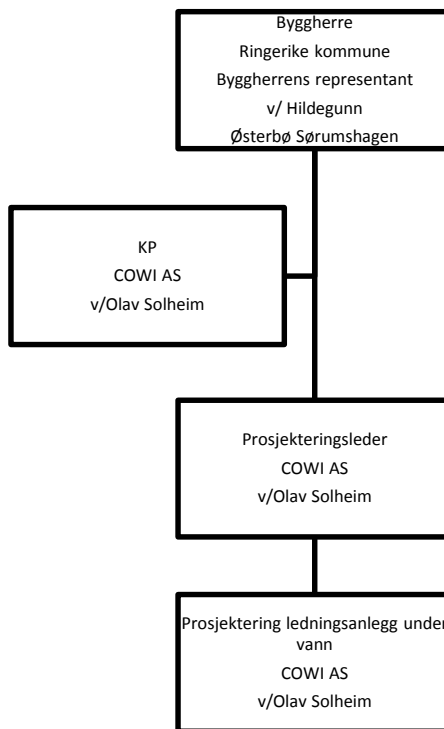 Byggherre
Ringerike kommune
Byggherrens representant
v/ Hildegunn
Østerbø Sørumshagen
KP
COWI AS
v/Olav Solheim
Prosjekteringsleder
COWI AS
v/Olav Solheim
Prosjektering ledningsanlegg under
vann
COWI AS
v/Olav Solheim